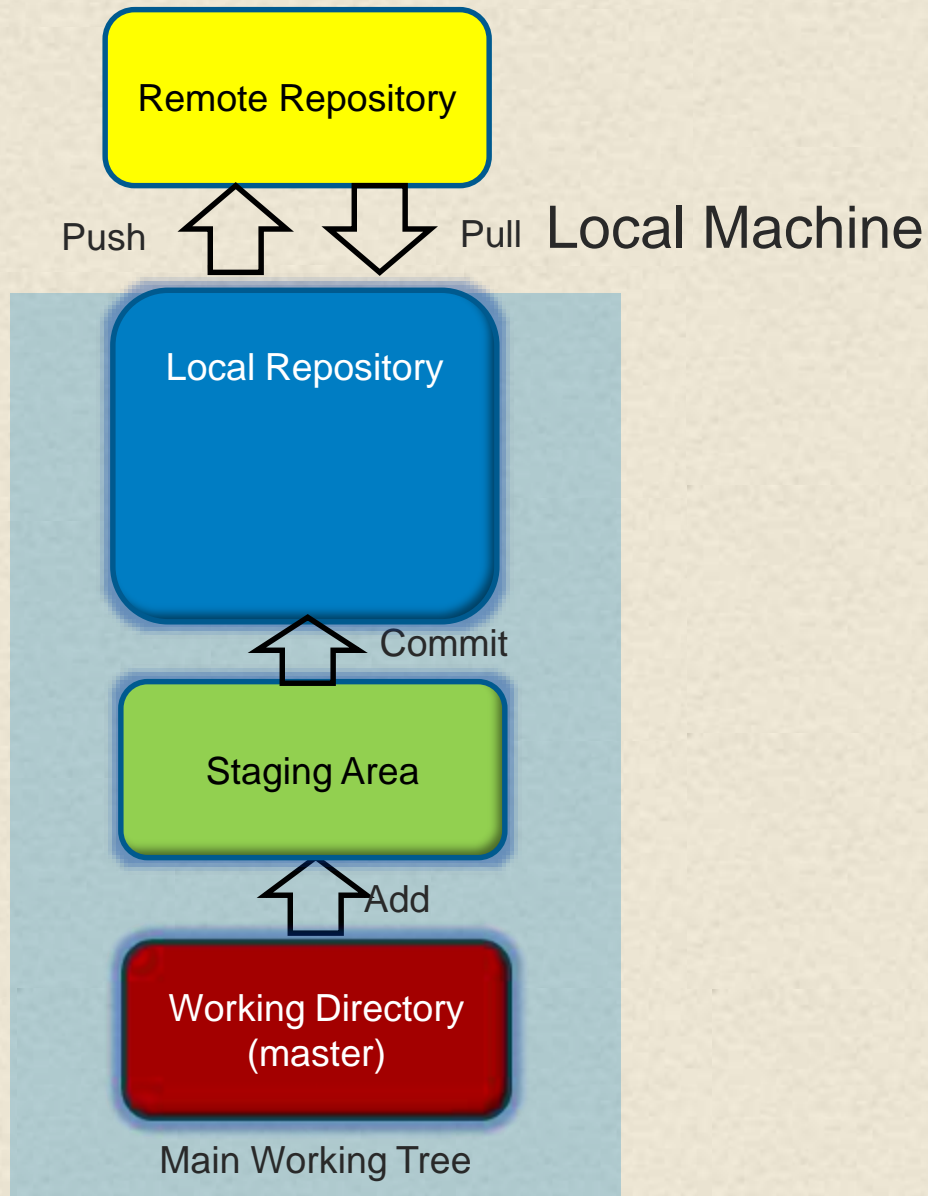 Remote Repository
Push
Pull
Local Machine
Local Repository
Commit
Staging Area
Add
Working Directory
(master)
Main Working Tree